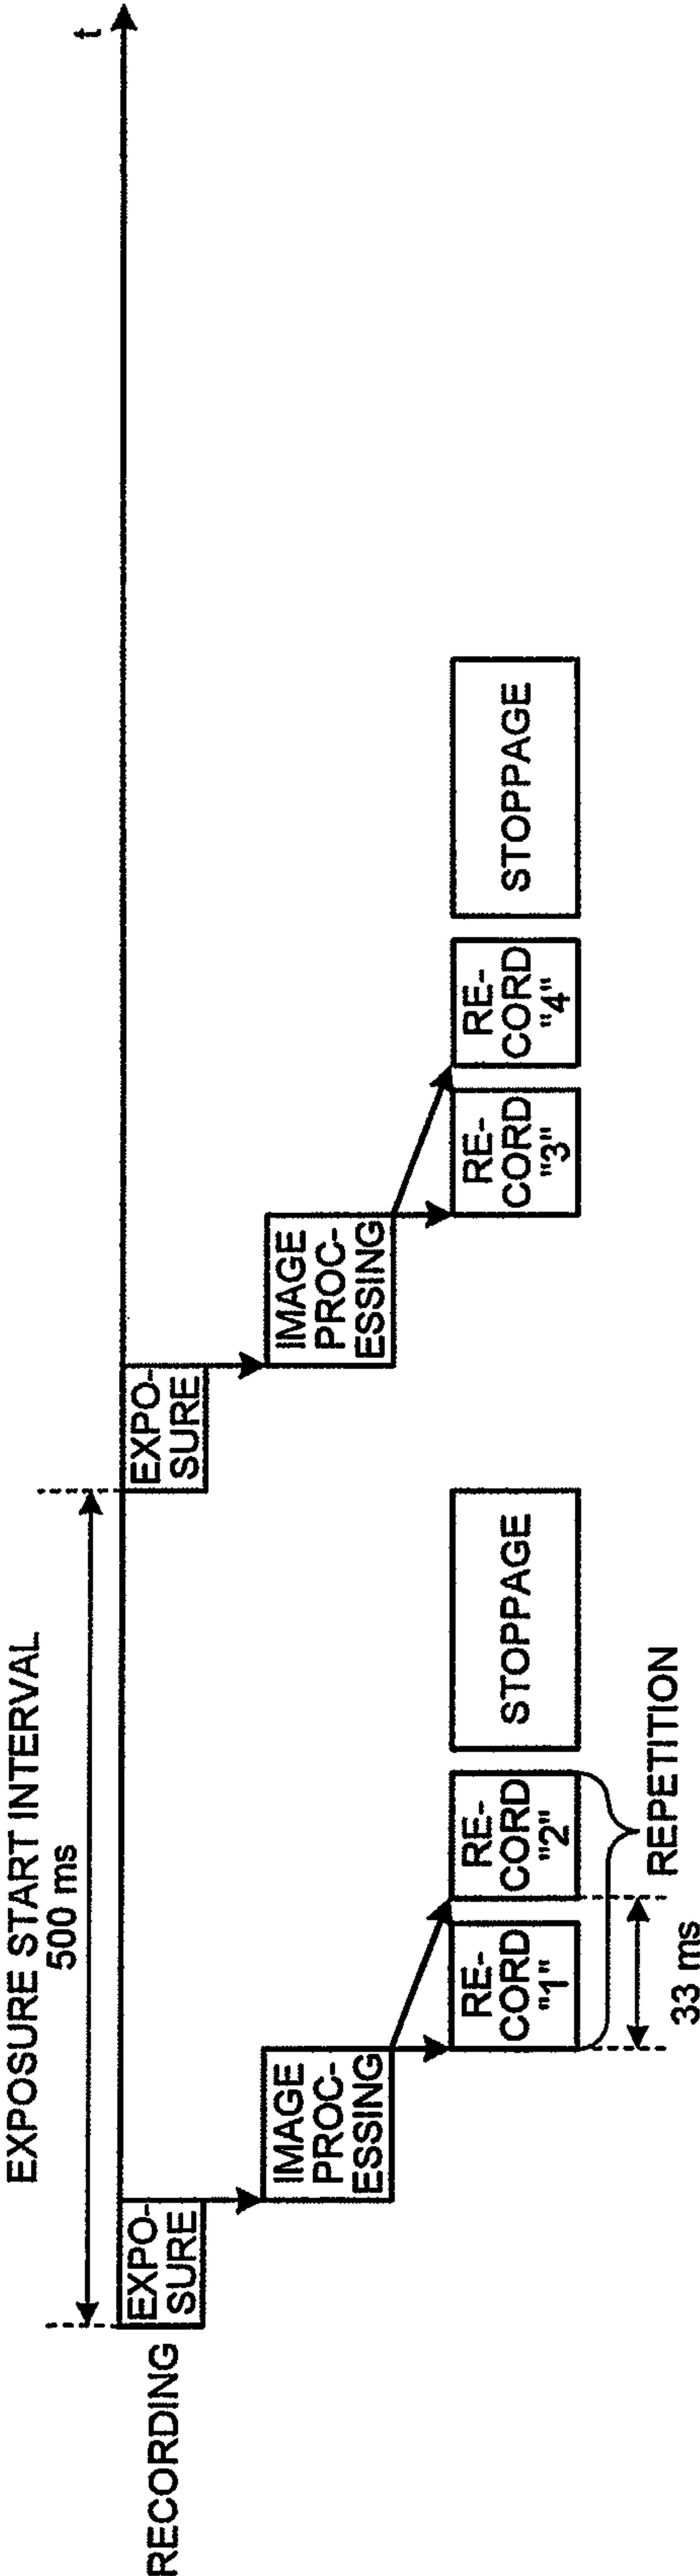 EXPOSURE START INTERVAL
500 ms
t
RECORDING
EXPO-
SURE
EXPO-
SURE
IMAGE
PROC-
ESSING
IMAGE
PROC-
ESSING
RE-
CORD
"1"
RE-
CORD
"2"
STOPPAGE
RE-
CORD
"3"
RE-
CORD
"4"
STOPPAGE
REPETITION
33 ms